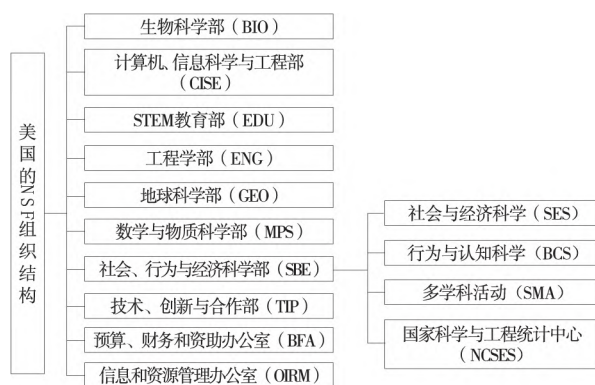 美国的NSF组织结构
生物科学部（BIO）
计算机、信息科学与工程部
（CISE）
STEM教育部（EDU）
工程学部（ENG）
地球科学部（GEO）
数学与物质科学部（MPS）
社会、行为与经济科学部（SBE）
技术、创新与合作部（TIP）
预算、财务和资助办公室（BFA）
信息和资源管理办公室（OIRM）
社会与经济科学（SES）
行为与认知科学（BCS）
多学科活动（SMA）
国家科学与工程统计中心
（NCSES）